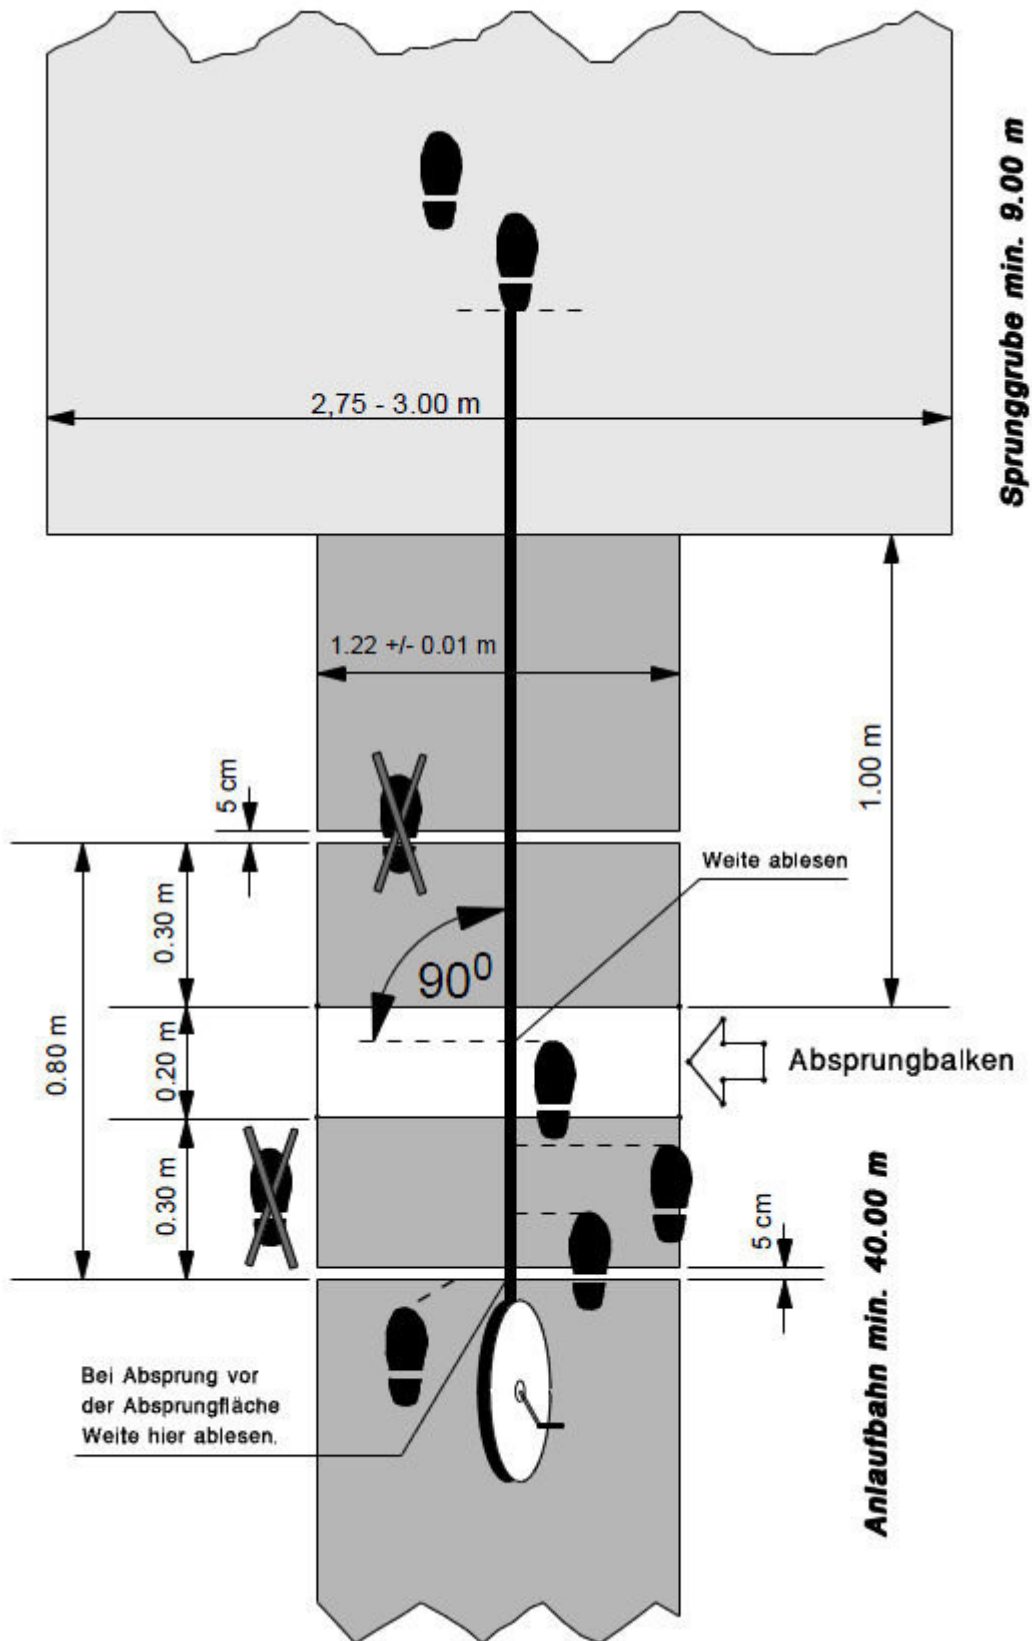 Sprunggrube min. 9.00 m
2,75 - 3.00 m
1.22 +/- 0.01 m
1.00 m
5 cm
Weite ablesen
0.30 m
90⁰
0.80 m
0.20 m
Absprungbalken
0.30 m
5 cm
Anlaufbahn min. 40.00 m
Bei Absprung vor
der Absprungfläche
Weite hier ablesen.